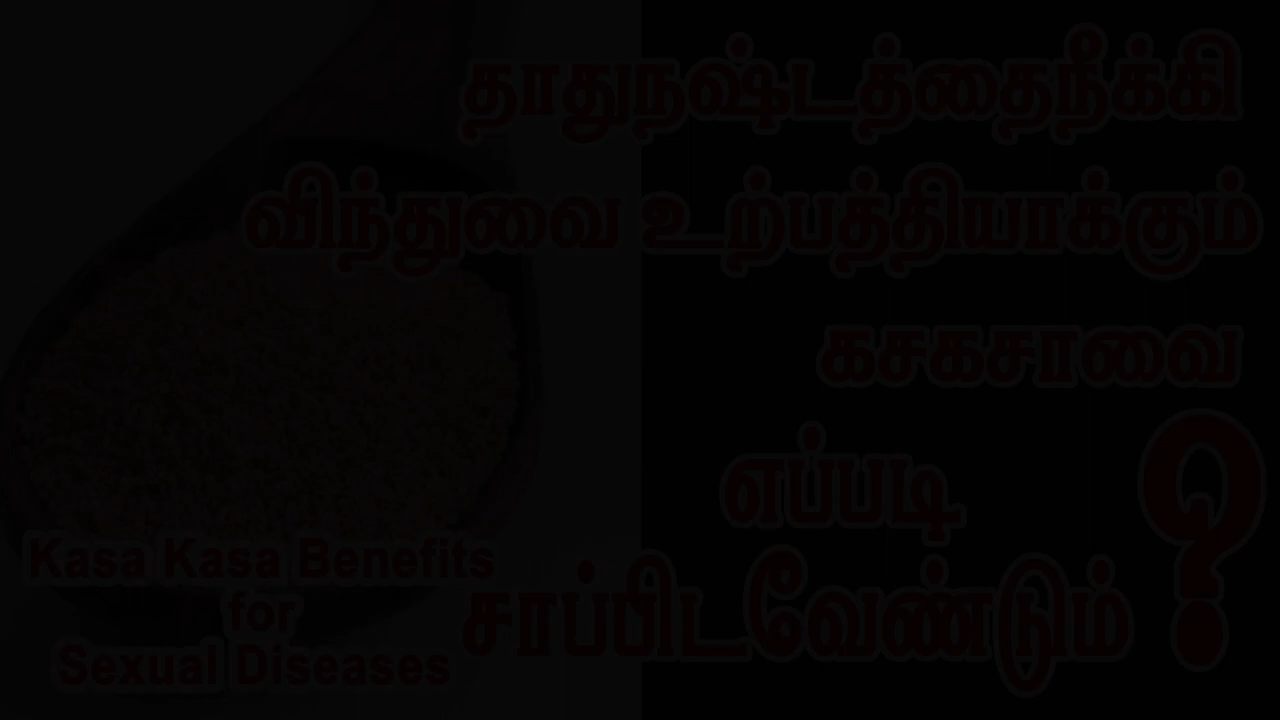 தாதுநஷ்டத்தைநீக்கி
விந்துவை உற்பத்தியாக்கும்
கசகசாவை
எப்படி
சாப்பிடவேண்டும் ?
Kasa Kasa Benefits
for
Sexual Diseases